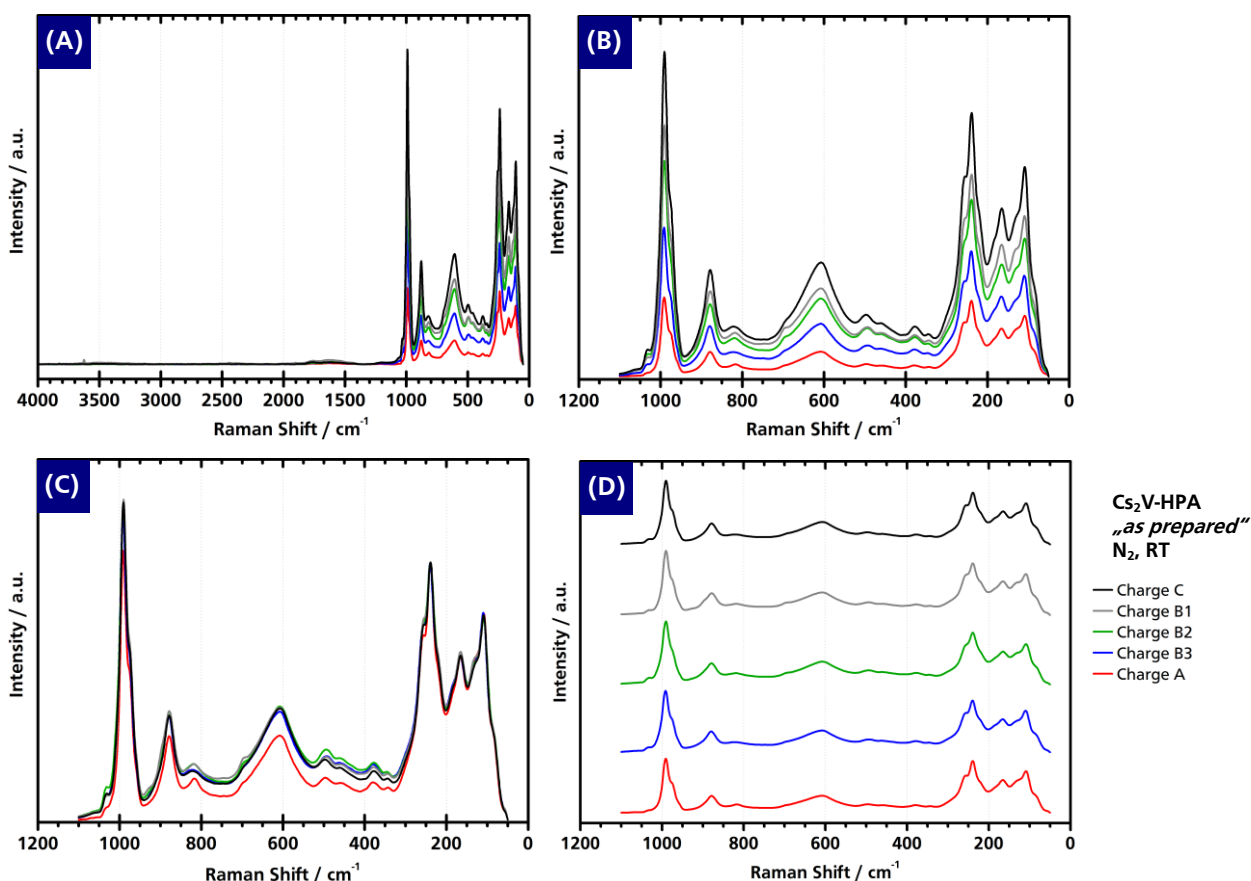 (A)
Intensity / a.u.
4000 3500 3000 2500 2000 1500 1000 500 0
Raman Shift / cm⁻¹
(B)
Intensity / a.u.
1200 1000 800 600 400 200 0
Raman Shift / cm⁻¹
(C)
Intensity / a.u.
1200 1000 800 600 400 200 0
Raman Shift / cm⁻¹
(D)
Intensity / a.u.
1200 1000 800 600 400 200 0
Raman Shift / cm⁻¹
Cs₂V-HPA
„as prepared“
N₂, RT
Charge C
Charge B1
Charge B2
Charge B3
Charge A